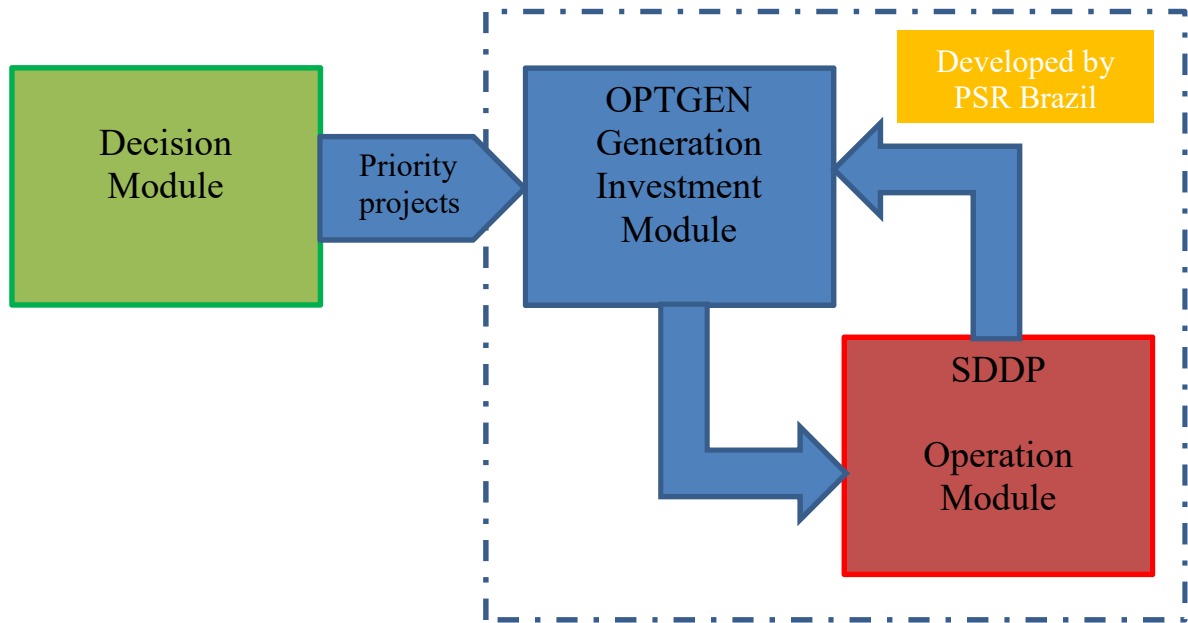 Decision
Module
Priority
projects
OPTGEN
Generation
Investment
Module
Developed by
PSR Brazil
SDDP
Operation
Module